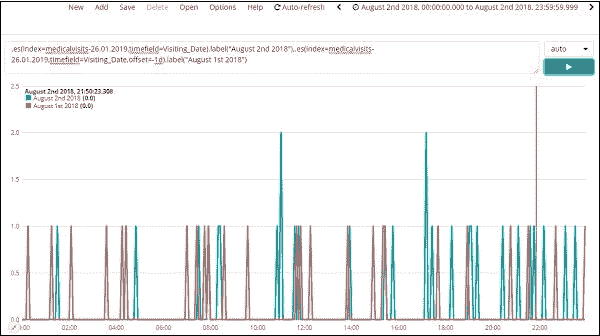 New Add Save Delete Open Options Help Auto-refresh August 2nd 2018, 00:00:00.000 to August 2nd 2018, 23:59:59.999
.es(index=medicalvisits-26.01.2019,timefield=Visiting_Date).label("August 2nd 2018"),.es(index=medicalvisits-
26.01.2019,timefield=Visiting_Date,offset=-1d).label("August 1st 2018")
auto
2.5
August 2nd 2018, 21:50:23.308
August 2nd 2018 (0.0)
August 1st 2018 (0.0)
2.0
1.5
1.0
0.5
0.0
02:00 04:00 06:00 08:00 10:00 12:00 14:00 16:00 18:00 20:00 22:00